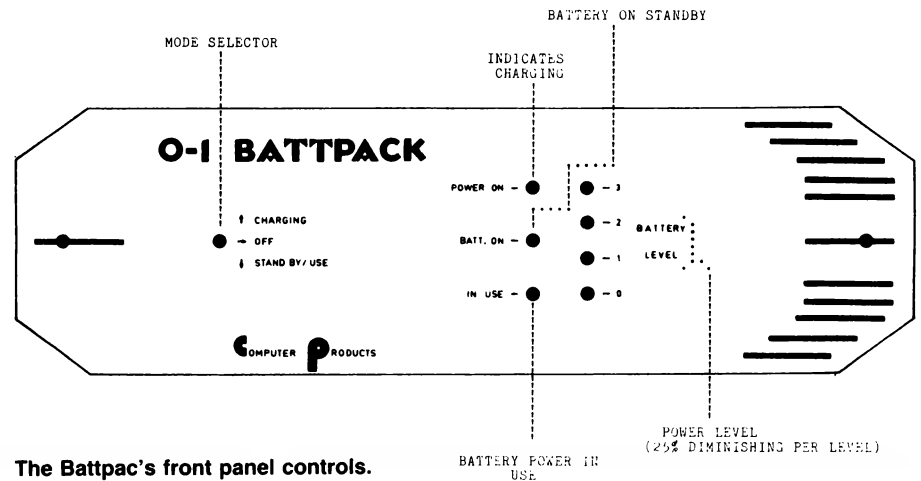 BATTERY ON STANDBY
MODE SELECTOR
INDICATES
CHARGING
O-1 BATTPACK
POWER ON
3
CHARGING
2
BATTERY
OFF
BATT. ON
LEVEL
1
STAND BY/USE
IN USE
0
COMPUTER PRODUCTS
POWER LEVEL
(25% DIMINISHING PER LEVEL)
The Battpac's front panel controls.
BATTERY POWER IN
USE